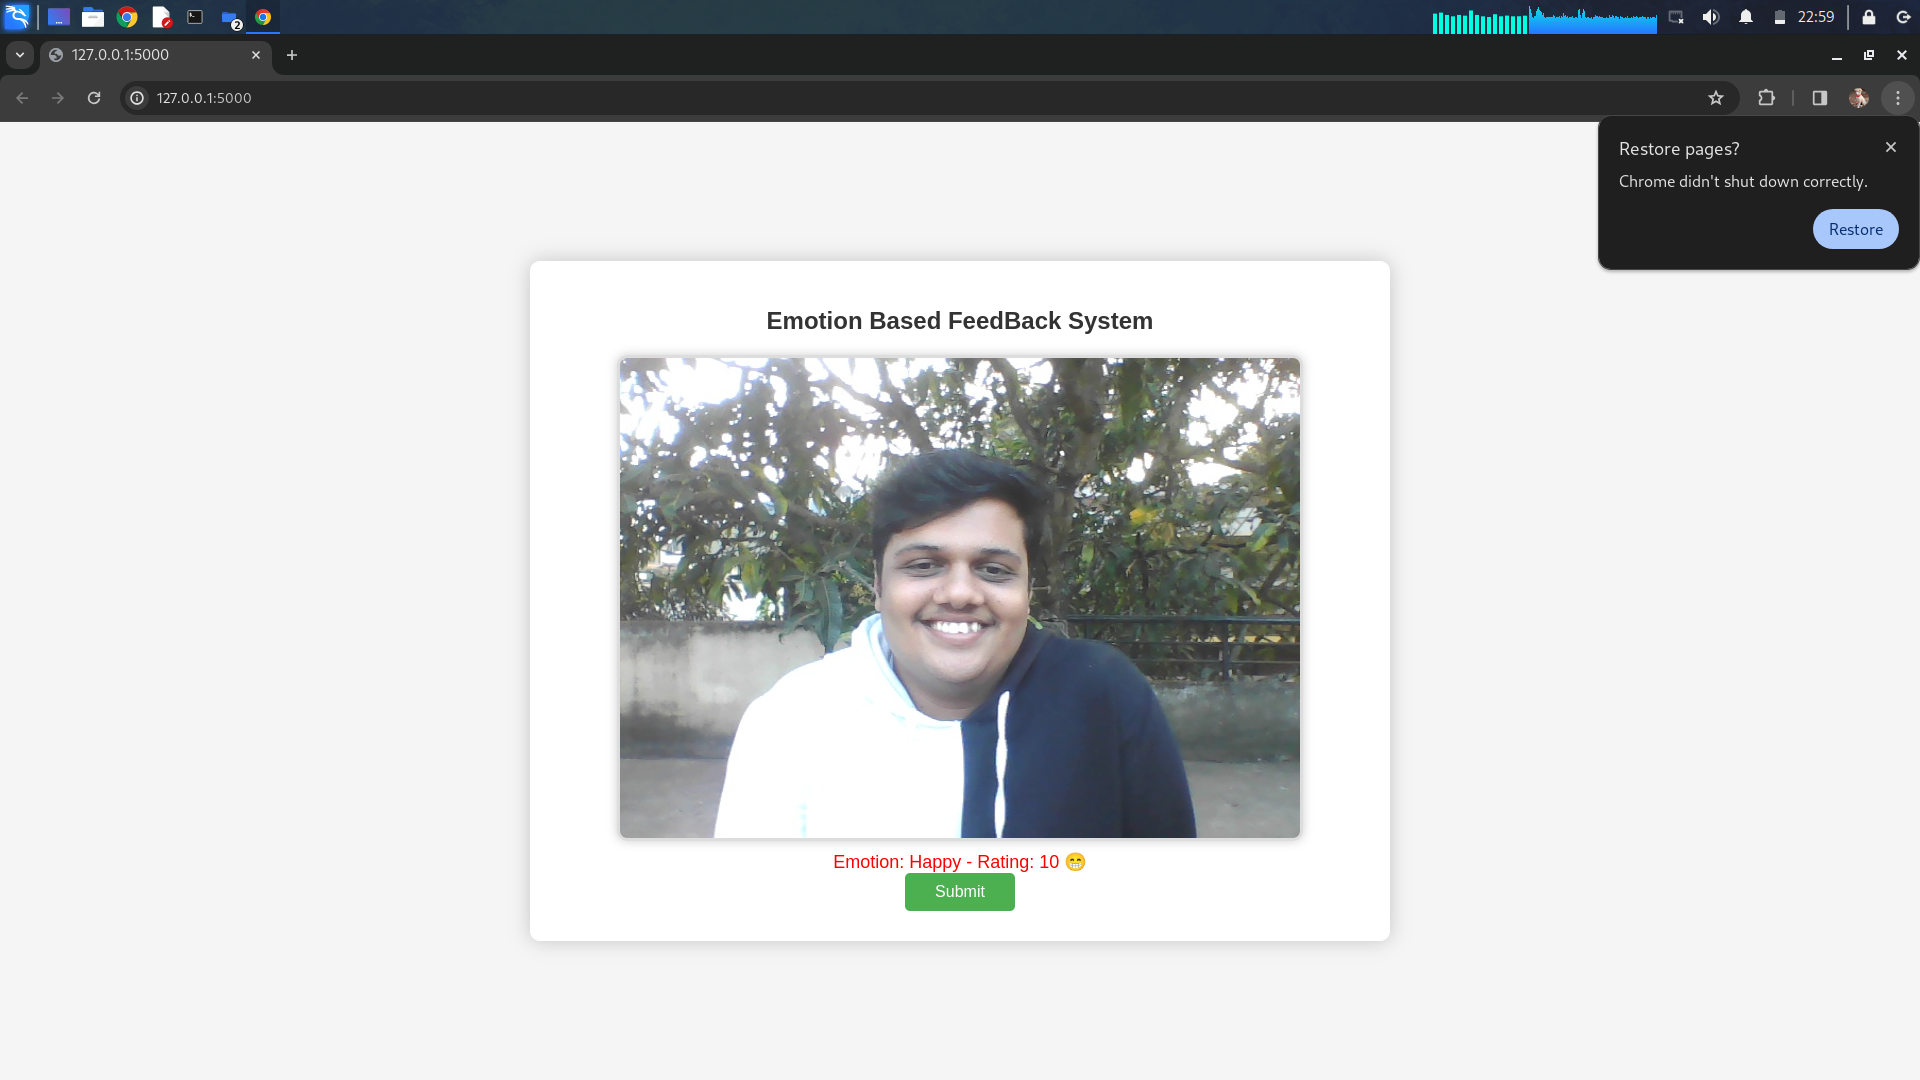 2
22:59
127.0.0.1:5000
127.0.0.1:5000
Restore pages?
Chrome didn't shut down correctly.
Restore
Emotion Based FeedBack System
Emotion: Happy - Rating: 10 😁
Submit